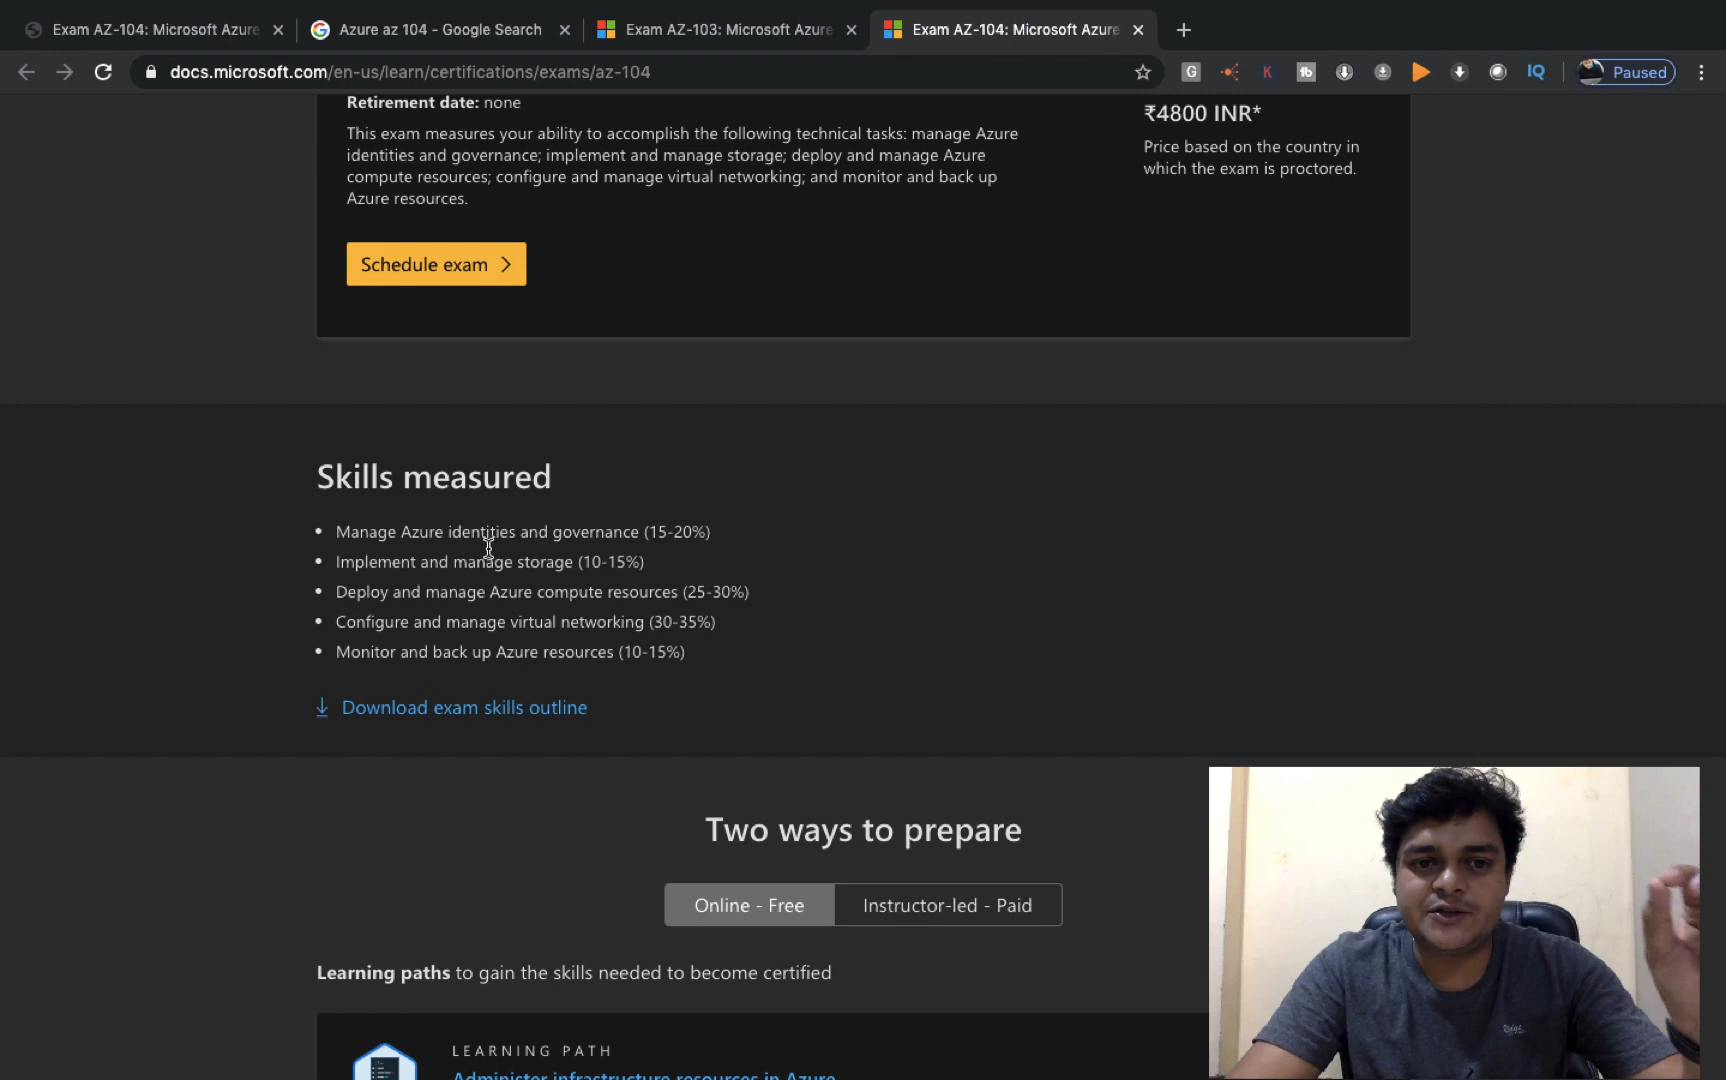 Exam AZ-104: Microsoft Azure
Azure az 104 - Google Search
Exam AZ-103: Microsoft Azure
Exam AZ-104: Microsoft Azure
docs.microsoft.com/en-us/learn/certifications/exams/az-104
G
K
tb
IQ
Paused
Retirement date: none
This exam measures your ability to accomplish the following technical tasks: manage Azure
identities and governance; implement and manage storage; deploy and manage Azure
compute resources; configure and manage virtual networking; and monitor and back up
Azure resources.
₹4800 INR*
Price based on the country in
which the exam is proctored.
Schedule exam
Skills measured
• Manage Azure identities and governance (15-20%)
• Implement and manage storage (10-15%)
• Deploy and manage Azure compute resources (25-30%)
• Configure and manage virtual networking (30-35%)
• Monitor and back up Azure resources (10-15%)
Download exam skills outline
Two ways to prepare
Online - Free
Instructor-led - Paid
Learning paths to gain the skills needed to become certified
LEARNING PATH
Administer infrastructure resources in Azure